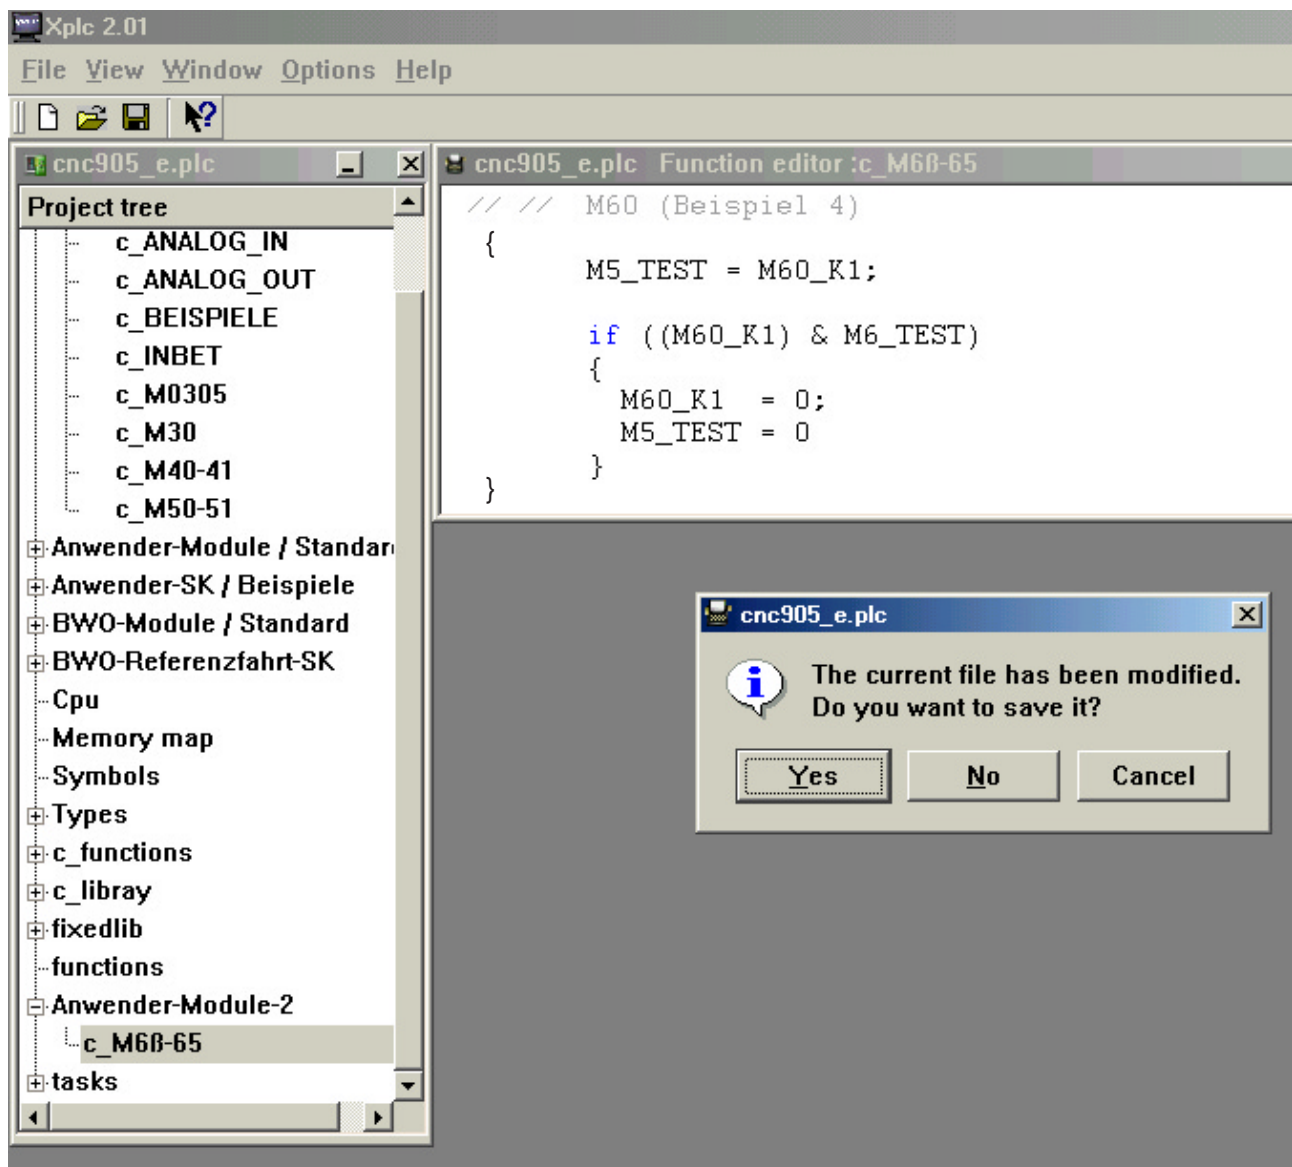 Xplc 2.01
File View Window Options Help
cnc905_e.plc
Project tree
c_ANALOG_IN
c_ANALOG_OUT
c_BEISPIELE
c_INBET
c_M0305
c_M30
c_M40-41
c_M50-51
Anwender-Module / Standar
Anwender-SK / Beispiele
BWO-Module / Standard
BWO-Referenzfahrt-SK
Cpu
Memory map
Symbols
Types
c_functions
c_libray
fixedlib
functions
Anwender-Module-2
c_M6ß-65
tasks
cnc905_e.plc Function editor :c_M6ß-65
// // M60 (Beispiel 4)
{
M5_TEST = M60_K1;
if ((M60_K1) & M6_TEST)
{
M60_K1 = 0;
M5_TEST = 0
}
}
cnc905_e.plc
The current file has been modified.
Do you want to save it?
Yes No Cancel